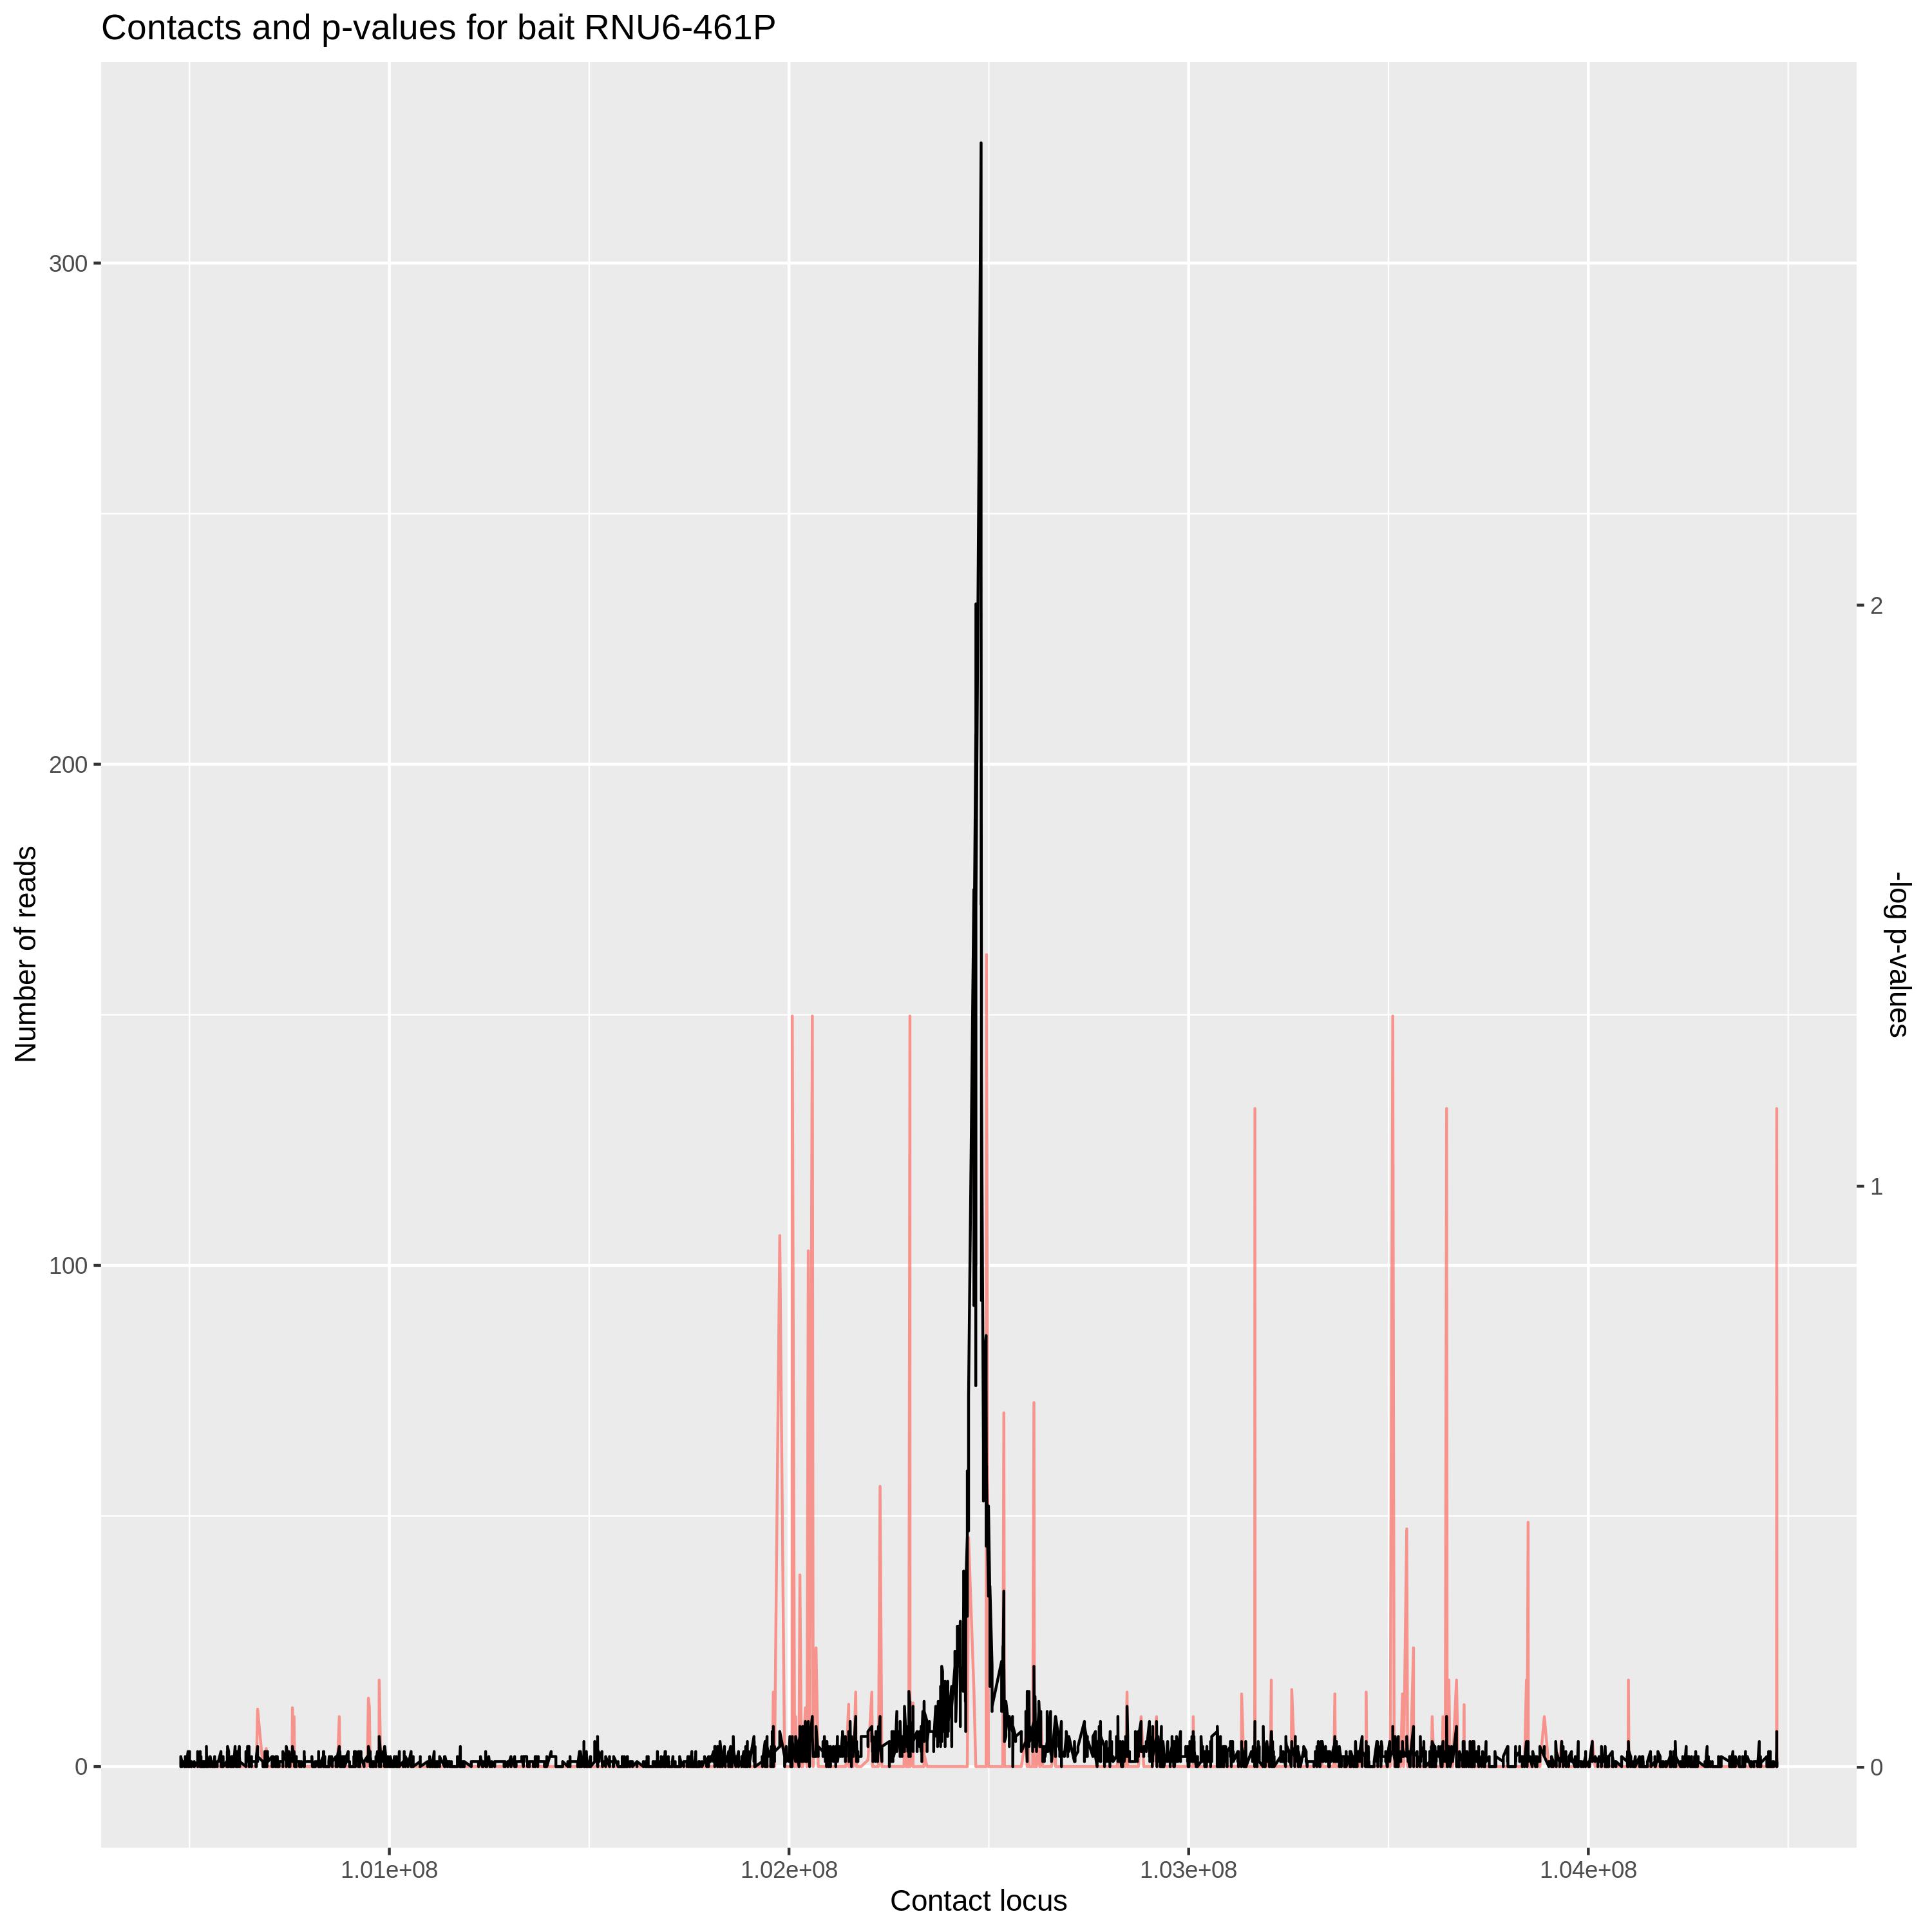 Contacts and p-values for bait RNU6-461P
300
200
100
0
Number of reads
2
1
0
-log p-values
1.01e+08
1.02e+08
1.03e+08
1.04e+08
Contact locus